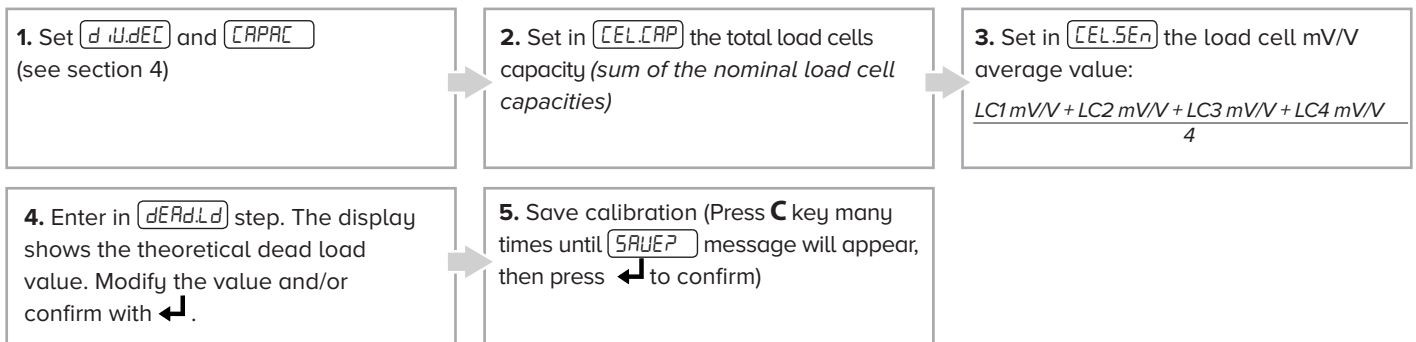 1. Set d iU.dEC and CAPAC
(see section 4)
2. Set in CEL.CAP the total load cells
capacity (sum of the nominal load cell
capacities)
3. Set in CEL.SEn the load cell mV/V
average value:
LC1 mV/V + LC2 mV/V + LC3 mV/V + LC4 mV/V
4
4. Enter in dEAd.Ld step. The display
shows the theoretical dead load
value. Modify the value and/or
confirm with ↵ .
5. Save calibration (Press C key many
times until SAUE? message will appear,
then press ↵ to confirm)